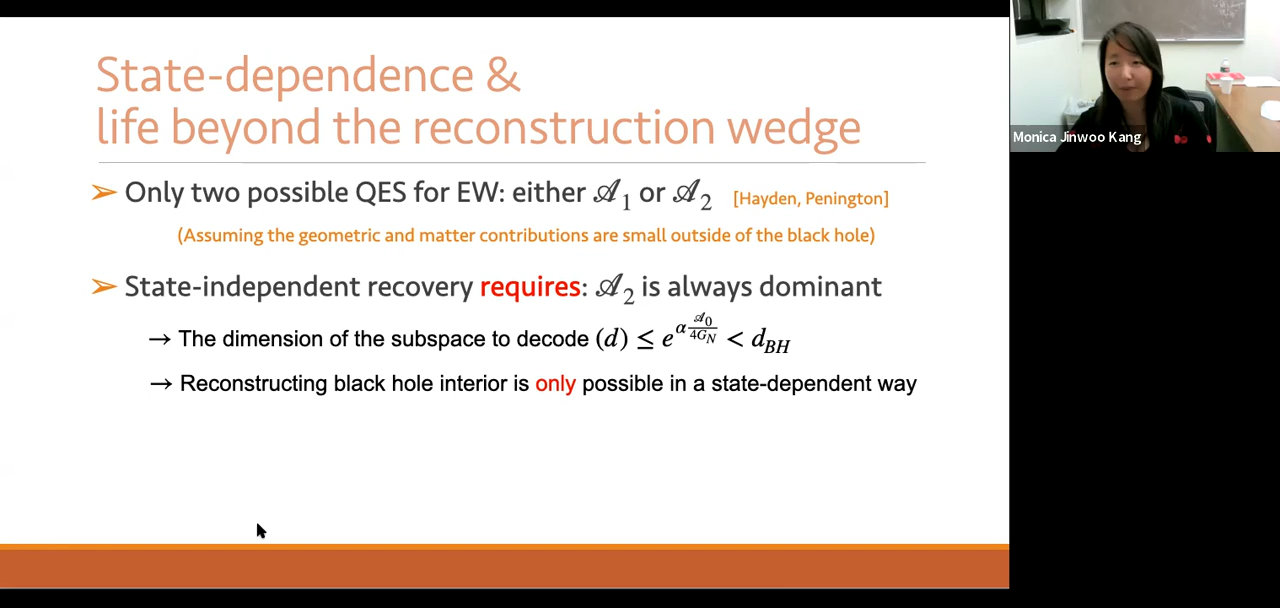 State-dependence &
life beyond the reconstruction wedge
➢ Only two possible QES for EW: either 𝒜₁ or 𝒜₂ [Hayden, Penington]
(Assuming the geometric and matter contributions are small outside of the black hole)
➢ State-independent recovery requires: 𝒜₂ is always dominant
→ The dimension of the subspace to decode (d) ≤ e^{α 𝒜₀/4G_N} < d_{BH}
→ Reconstructing black hole interior is only possible in a state-dependent way
Monica Jinwoo Kang